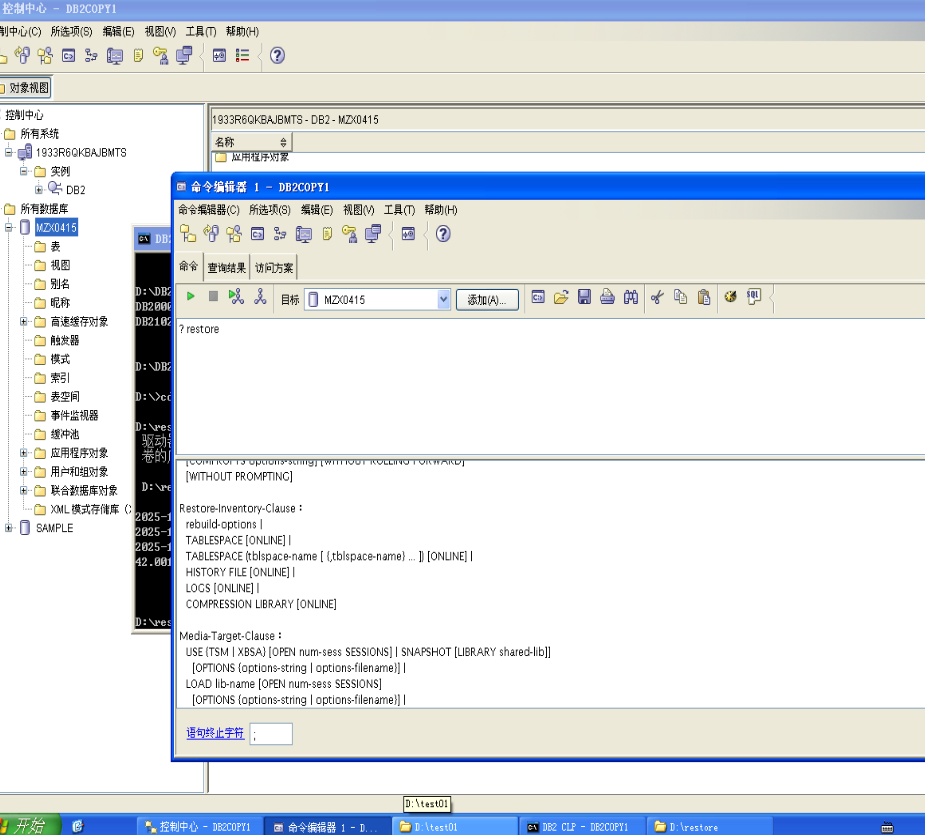 控制中心 - DB2COPY1
制中心(C) 所选项(S) 编辑(E) 视图(V) 工具(T) 帮助(H)
对象视图
控制中心
所有系统
1933R6QKBAJBMTS
实例
DB2
所有数据库
MZX0415
表
视图
别名
昵称
高速缓存对象
触发器
模式
索引
表空间
事件监视器
缓冲池
应用程序对象
用户和组对象
联合数据库对象
XML 模式存储库 (
SAMPLE
1933R6QKBAJBMTS - DB2 - MZX0415
名称
应用程序对象
DB2
D:\DB2
DB200
DB2102
D:\DB2
D:\>cd
D:\res
驱动
卷的
D:\re
2025-1
2025-1
2025-1
42.001
D:\res
命令编辑器 1 - DB2COPY1
命令编辑器(C) 所选项(S) 编辑(E) 视图(V) 工具(T) 帮助(H)
命令 查询结果 访问方案
目标 MZX0415 添加(A)...
SQL
? restore
[COMPROPTS options-string] [WITHOUT ROLLING FORWARD]
[WITHOUT PROMPTING]
Restore-Inventory-Clause：
rebuild-options |
TABLESPACE [ONLINE] |
TABLESPACE (tblspace-name [ {,tblspace-name} ... ]) [ONLINE] |
HISTORY FILE [ONLINE] |
LOGS [ONLINE] |
COMPRESSION LIBRARY [ONLINE]
Media-Target-Clause：
USE {TSM | XBSA} [OPEN num-sess SESSIONS] | SNAPSHOT [LIBRARY shared-lib]]
[OPTIONS {options-string | options-filename}] |
LOAD lib-name [OPEN num-sess SESSIONS]
[OPTIONS {options-string | options-filename}] |
语句终止字符 ;
D:\test01
开始 控制中心 - DB2COPY1 命令编辑器 1 - D... D:\test01 DB2 CLP - DB2COPY1 D:\restore